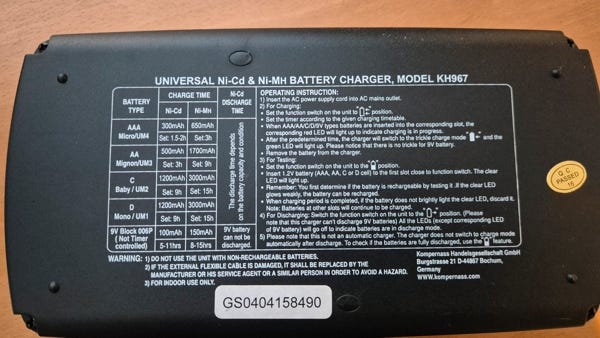 UNIVERSAL Ni-Cd & Ni-MH BATTERY CHARGER, MODEL KH967
BATTERY TYPE
CHARGE TIME
Ni-Cd
Ni-MH
Ni-Cd DISCHARGE TIME
AAA Micro/UM4
300mAh
650mAh
Set: 1.5-2h
Set:3h
AA Mignon/UM3
500mAh
1700mAh
Set: 3h
Set: 9h
C Baby / UM2
1200mAh
3000mAh
Set: 9h
Set: 15h
D Mono / UM1
1200mAh
3000mAh
Set: 9h
Set: 15h
The discharge time depends on the battery capacity and condition
9V Block 006P (Not Timer controlled)
100mAh
150mAh
5-11hrs
8-15hrs
9V battery can not be discharged.
OPERATING INSTRUCTION:
1) Insert the AC power supply cord into AC mains outlet.
2) For Charging:
• Set the function switch on the unit to position.
• Set the timer according to the given charging timetable.
• When AAA/AA/C/D/9V types batteries are inserted into the corresponding slot, the
corresponding red LED will light up to indicate charging is in progress.
• After the predetermined time, the charger will switch to the trickle charge mode and the
green LED will light up. Please notice that there is no trickle for 9V battery.
• Remove the battery from the charger.
3) For Testing:
• Set the function switch on the unit to the position.
• Insert 1.2V battery (AAA, AA, C or D cell) to the first slot close to function switch. The clear
LED will light up.
• Remember: You first determine if the battery is rechargeable by testing it .If the clear LED
glows weakly, the battery can be recharged.
• When charging period is completed, if the battery does not brightly light the clear LED, discard it.
Note: Batteries at other slots will continue to be charged.
4) For Discharging: Switch the function switch on the unit to position. (Please
note that this charger can't discharge 9V batteries) All the LEDs (except corresponding LED
of 9V battery) will go off to indicate batteries are in discharge mode.
5) Please note that this is not automatic charger. The charger does not switch to charge mode
automatically after discharge. To check if the batteries are fully discharged, use feature.
WARNING: 1) DO NOT USE THE UNIT WITH NON-RECHARGEABLE BATTERIES.
2) IF THE EXTERNAL FLEXIBLE CABLE IS DAMAGED, IT SHALL BE REPLACED BY THE
MANUFACTURER OR HIS SERVICE AGENT OR A SIMILAR PERSON IN ORDER TO AVOID A HAZARD.
3) FOR INDOOR USE ONLY.
Kompernass Handelsgesellschaft GmbH
Burgstrasse 21 D-44867 Bochum,
Germany
Q.C.
PASSED
GS0404158490